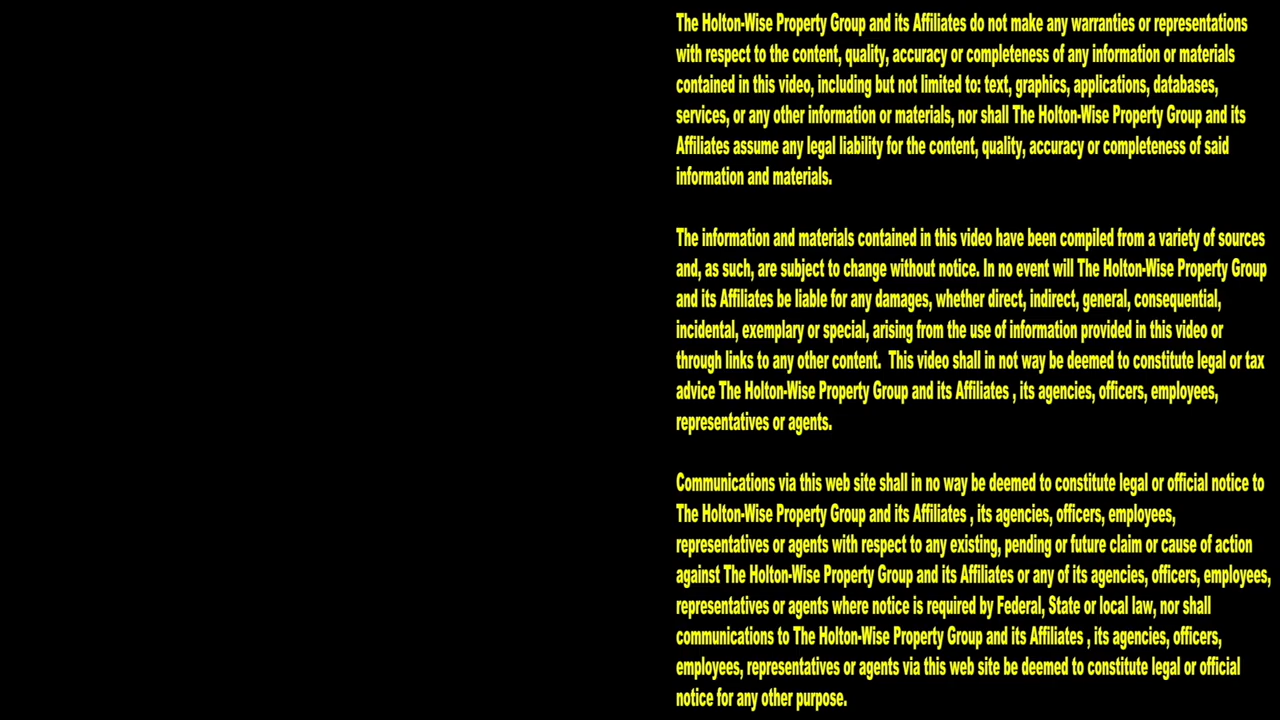 The Holton-Wise Property Group and its Affiliates do not make any warranties or representations
with respect to the content, quality, accuracy or completeness of any information or materials
contained in this video, including but not limited to: text, graphics, applications, databases,
services, or any other information or materials, nor shall The Holton-Wise Property Group and its
Affiliates assume any legal liability for the content, quality, accuracy or completeness of said
information and materials.
The information and materials contained in this video have been compiled from a variety of sources
and, as such, are subject to change without notice. In no event will The Holton-Wise Property Group
and its Affiliates be liable for any damages, whether direct, indirect, general, consequential,
incidental, exemplary or special, arising from the use of information provided in this video or
through links to any other content.  This video shall in not way be deemed to constitute legal or tax
advice The Holton-Wise Property Group and its Affiliates , its agencies, officers, employees,
representatives or agents.
Communications via this web site shall in no way be deemed to constitute legal or official notice to
The Holton-Wise Property Group and its Affiliates , its agencies, officers, employees,
representatives or agents with respect to any existing, pending or future claim or cause of action
against The Holton-Wise Property Group and its Affiliates or any of its agencies, officers, employees,
representatives or agents where notice is required by Federal, State or local law, nor shall
communications to The Holton-Wise Property Group and its Affiliates , its agencies, officers,
employees, representatives or agents via this web site be deemed to constitute legal or official
notice for any other purpose.